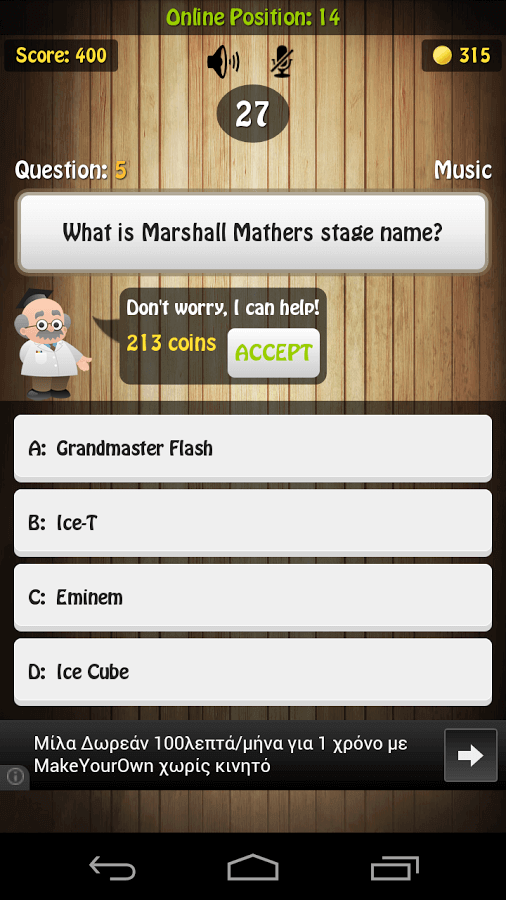 Online Position: 14
Score: 400
315
27
Question: 5
Music
What is Marshall Mathers stage name?
Don't worry, I can help!
213 coins
ACCEPT
A: Grandmaster Flash
B: Ice-T
C: Eminem
D: Ice Cube
Μίλα Δωρεάν 100λεπτά/μήνα για 1 χρόνο με
MakeYourOwn χωρίς κινητό